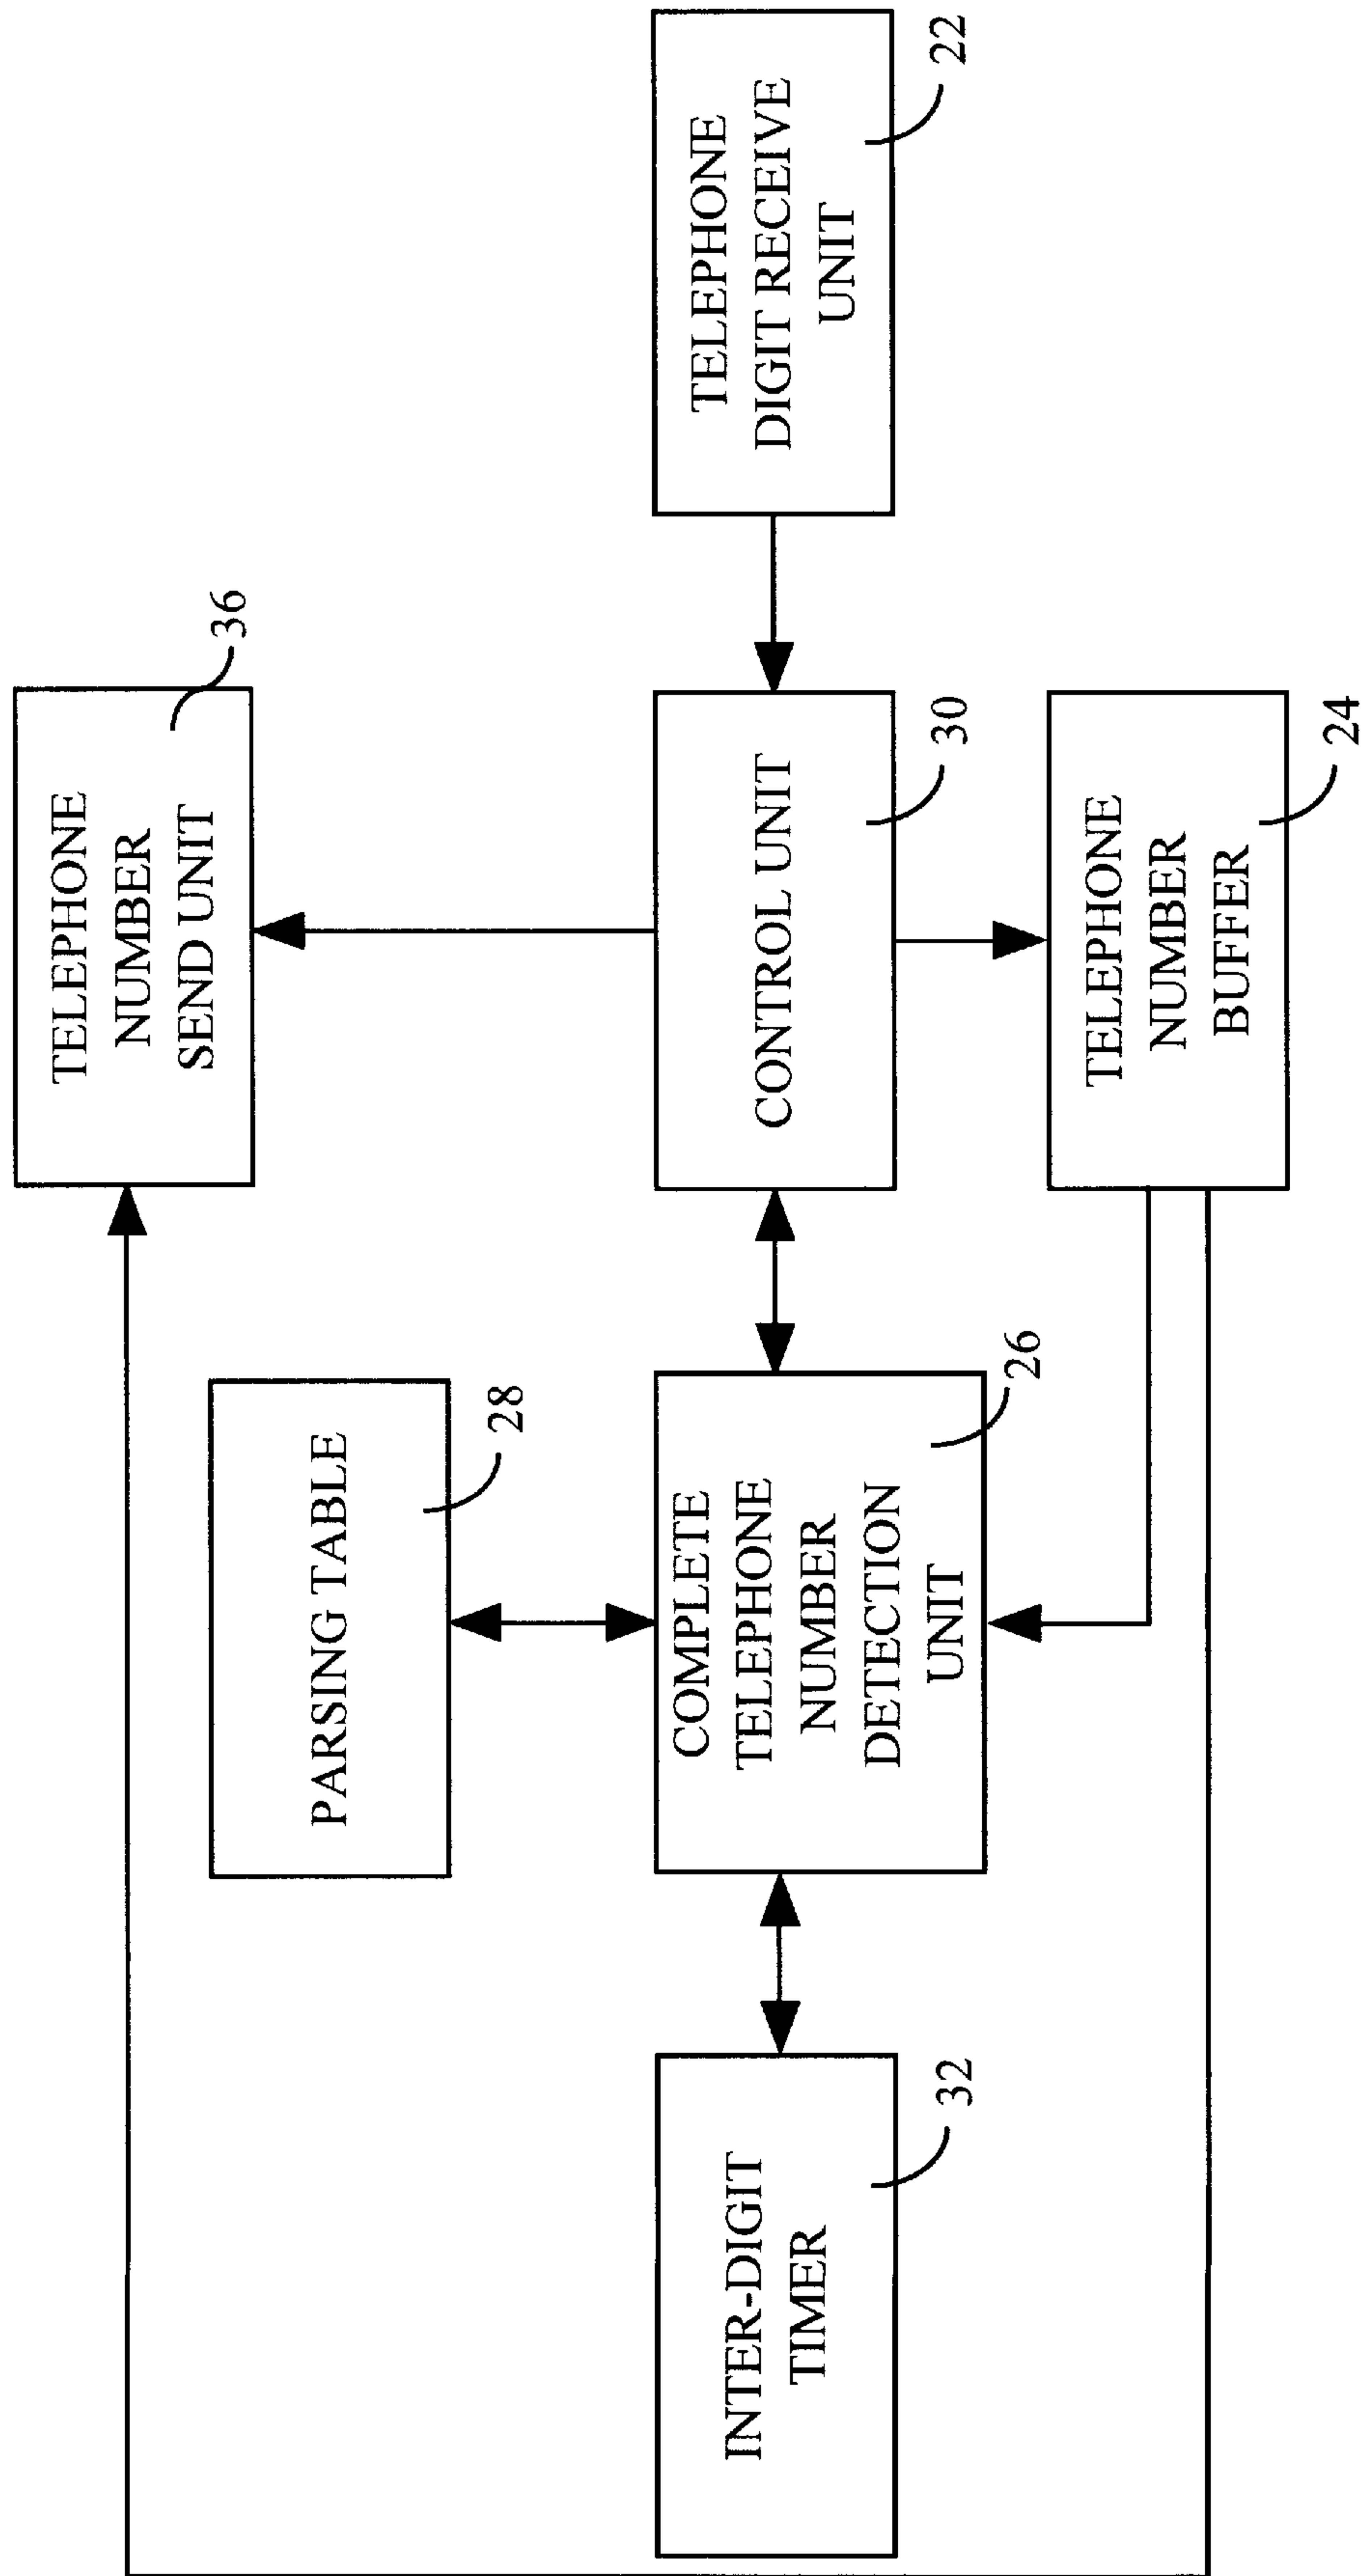 TELEPHONE
NUMBER
SEND UNIT
36
PARSING TABLE
28
INTER-DIGIT
TIMER
32
COMPLETE
TELEPHONE
NUMBER
DETECTION
UNIT
26
CONTROL UNIT
30
TELEPHONE
DIGIT RECEIVE
UNIT
22
TELEPHONE
NUMBER
BUFFER
24